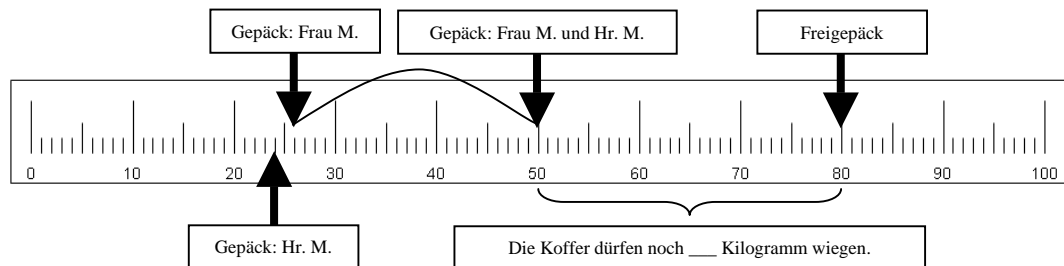 Gepäck: Frau M.
Gepäck: Frau M. und Hr. M.
Freigepäck
0 10 20 30 40 50 60 70 80 90 100
Gepäck: Hr. M.
Die Koffer dürfen noch ___ Kilogramm wiegen.